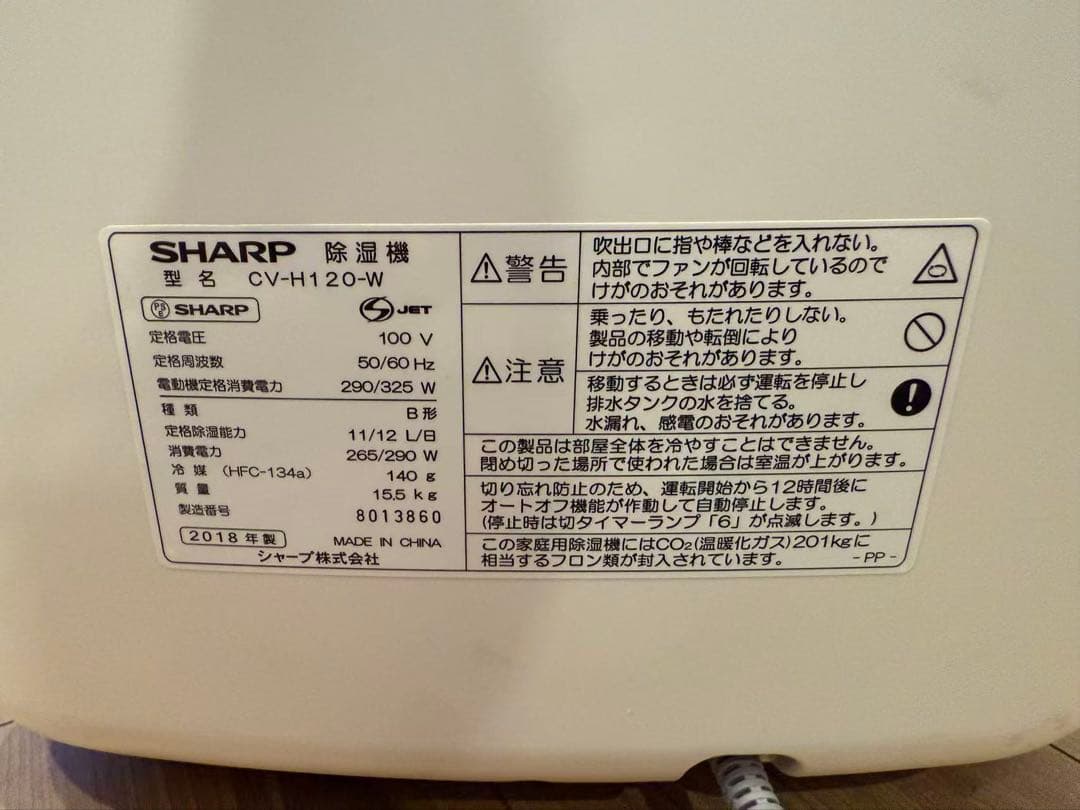 SHARP 除湿機
型名 CV-H120-W
PS E SHARP
S JET
定格電圧 100 V
定格周波数 50/60 Hz
電動機定格消費電力 290/325 W
種類 B形
定格除湿能力 11/12 L/日
消費電力 265/290 W
冷媒 (HFC-134a) 140 g
質量 15.5 kg
製造番号 8013860
2018年製 MADE IN CHINA
シャープ株式会社
警告
吹出口に指や棒などを入れない。
内部でファンが回転しているので
けがのおそれがあります。
注意
乗ったり、もたれたりしない。
製品の移動や転倒により
けがのおそれがあります。
移動するときは必ず運転を停止し
排水タンクの水を捨てる。
水漏れ、感電のおそれがあります。
この製品は部屋全体を冷やすことはできません。
閉め切った場所で使われた場合は室温が上がります。
切り忘れ防止のため、運転開始から12時間後に
オートオフ機能が作動して自動停止します。
(停止時は切タイマーランプ「6」が点滅します。)
この家庭用除湿機にはCO₂(温暖化ガス)201kgに
相当するフロン類が封入されています。 -PP-